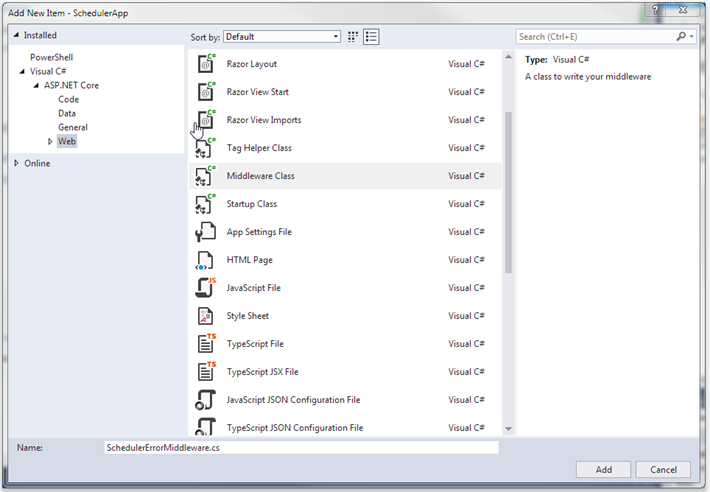 Add New Item - SchedulerApp
Installed
Sort by: Default
Search (Ctrl+E)
PowerShell
Visual C#
ASP.NET Core
Code
Data
General
Web
Online
Razor Layout Visual C#
Razor View Start Visual C#
Razor View Imports Visual C#
Tag Helper Class Visual C#
Middleware Class Visual C#
Startup Class Visual C#
App Settings File Visual C#
HTML Page Visual C#
JavaScript File Visual C#
Style Sheet Visual C#
TypeScript File Visual C#
TypeScript JSX File Visual C#
JavaScript JSON Configuration File Visual C#
TypeScript JSON Configuration File Visual C#
Type: Visual C#
A class to write your middleware
Name: SchedulerErrorMiddleware.cs
Add Cancel